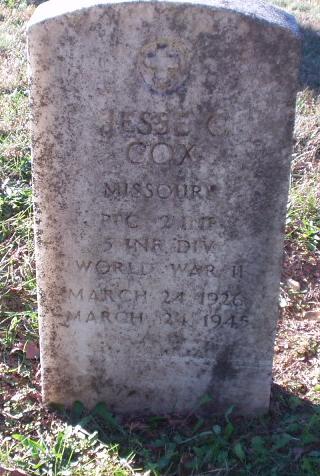 JESSE C
COX
MISSOURI
PFC 2 INF
5 INF DIV
WORLD WAR II
MARCH 24 1926
MARCH 24 1945